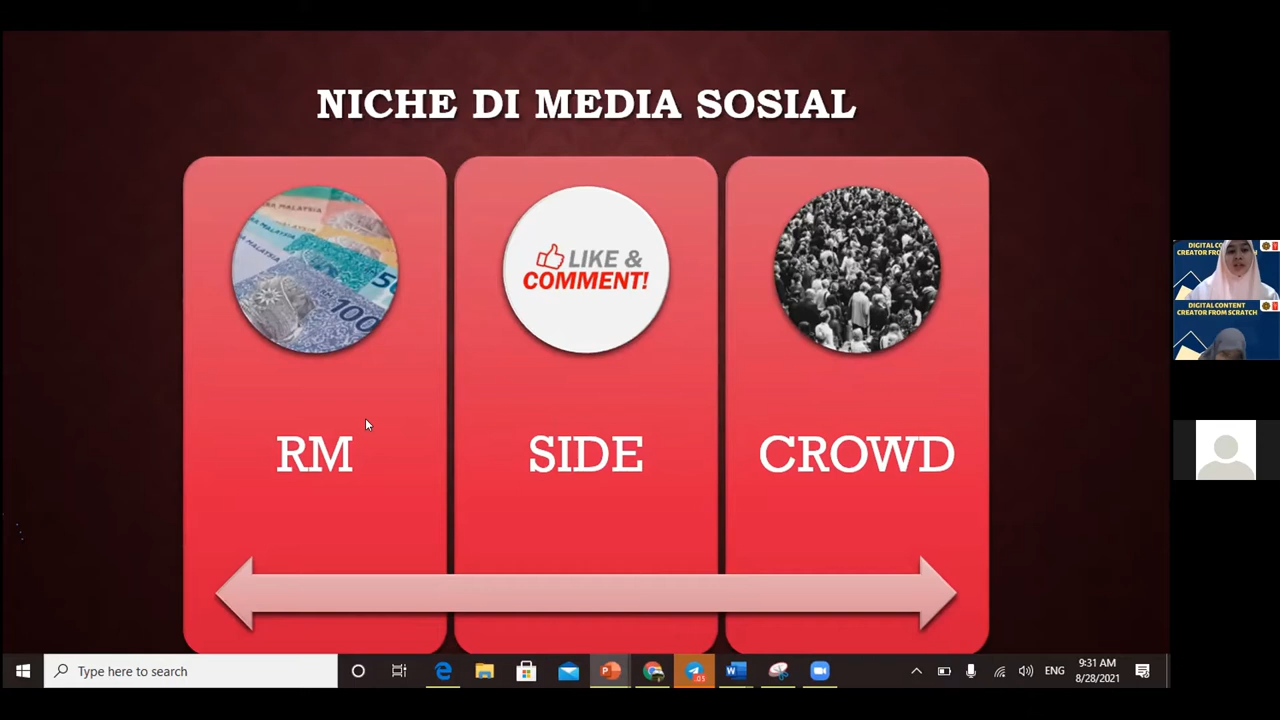 NICHE DI MEDIA SOSIAL
LIKE &
COMMENT!
100
RM
SIDE
CROWD
DIGITAL CONTENT
CREATOR FROM SCRATCH
Type here to search
ENG
9:31 AM
8/28/2021